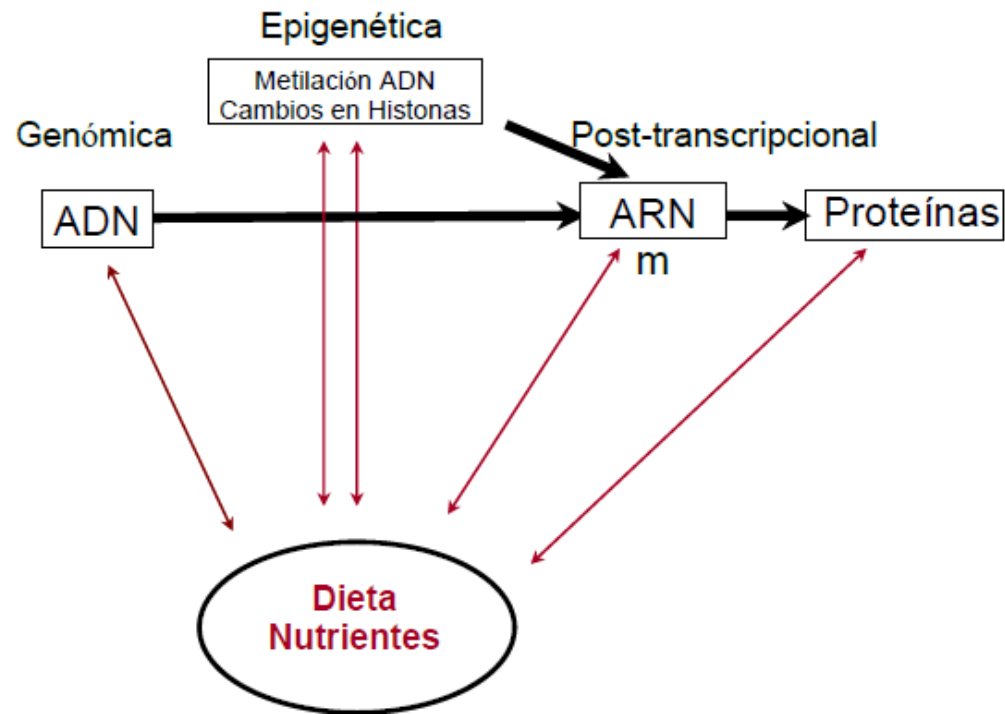 Epigenética
Metilación ADN
Cambios en Histonas
Genómica
Post-transcripcional
ADN
ARN
m
Proteínas
Dieta
Nutrientes